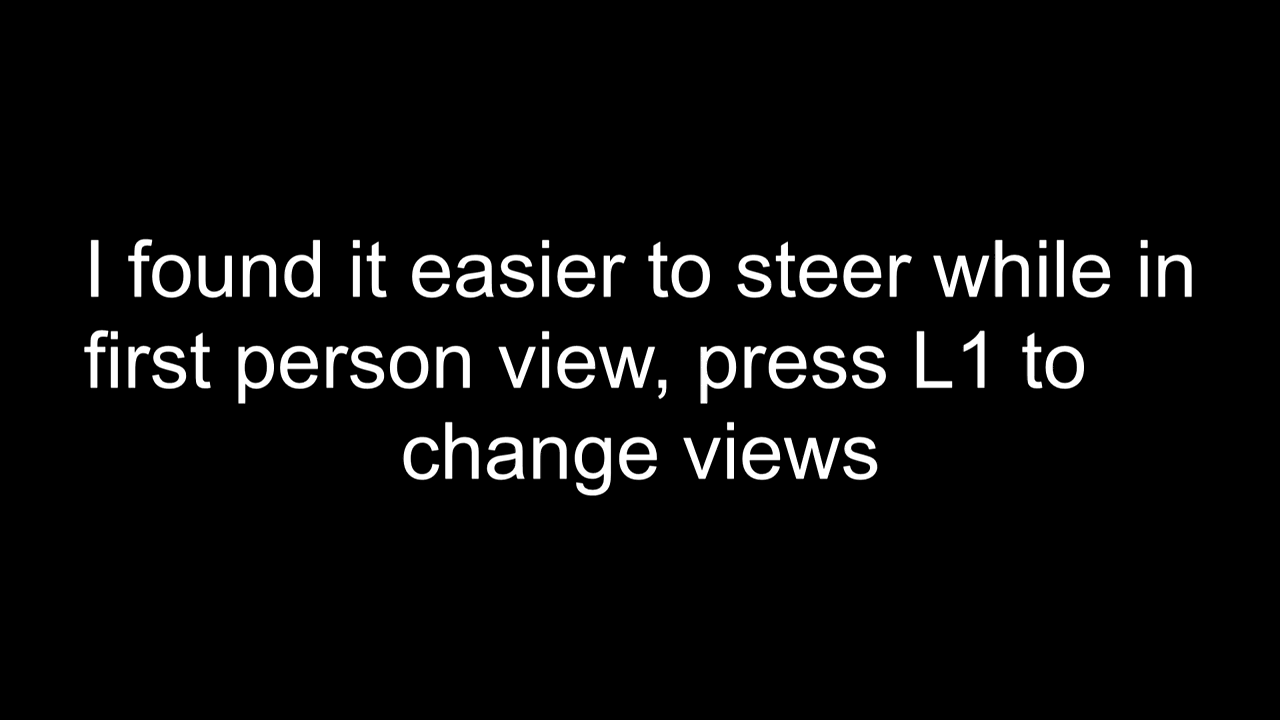 I found it easier to steer while in
first person view, press L1 to
change views